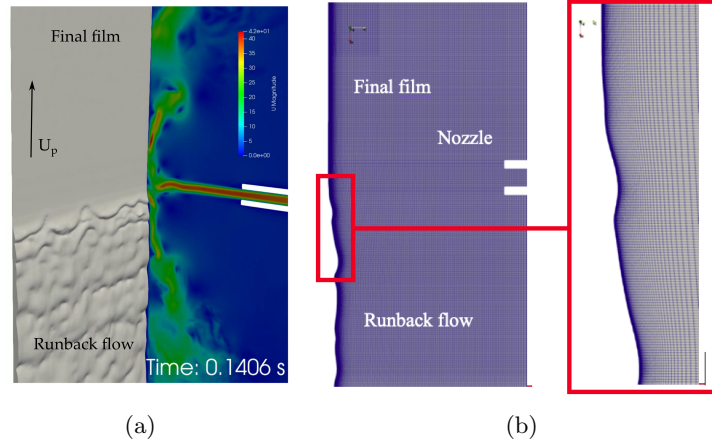 Final film
U_p
Runback flow
Time: 0.1406 s
4.2e+01
40
35
30
25
20
15
10
5
0.0e+00
U Magnitude
Final film
Nozzle
Runback flow
(a)
(b)